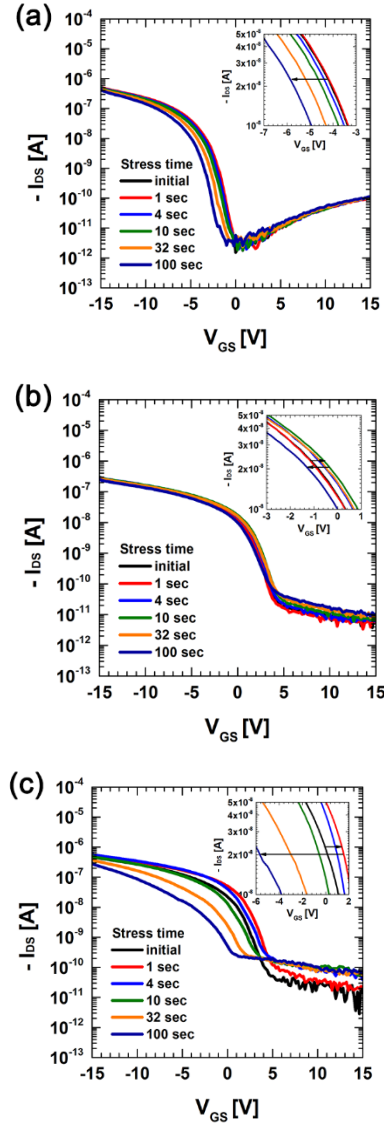 (a)
10⁻⁴
10⁻⁵
10⁻⁶
10⁻⁷
10⁻⁸
10⁻⁹
10⁻¹⁰
10⁻¹¹
10⁻¹²
10⁻¹³
- I_DS [A]
Stress time
initial
1 sec
4 sec
10 sec
32 sec
100 sec
-15 -10 -5 0 5 10 15
V_GS [V]
5x10⁻⁸
4x10⁻⁸
3x10⁻⁸
2x10⁻⁸
10⁻⁸
- I_DS [A]
-7 -6 -5 -4 -3
V_GS [V]
(b)
10⁻⁴
10⁻⁵
10⁻⁶
10⁻⁷
10⁻⁸
10⁻⁹
10⁻¹⁰
10⁻¹¹
10⁻¹²
10⁻¹³
- I_DS [A]
Stress time
initial
1 sec
4 sec
10 sec
32 sec
100 sec
-15 -10 -5 0 5 10 15
V_GS [V]
5x10⁻⁸
4x10⁻⁸
3x10⁻⁸
2x10⁻⁸
10⁻⁸
- I_DS [A]
-3 -2 -1 0 1
V_GS [V]
(c)
10⁻⁴
10⁻⁵
10⁻⁶
10⁻⁷
10⁻⁸
10⁻⁹
10⁻¹⁰
10⁻¹¹
10⁻¹²
10⁻¹³
- I_DS [A]
Stress time
initial
1 sec
4 sec
10 sec
32 sec
100 sec
-15 -10 -5 0 5 10 15
V_GS [V]
5x10⁻⁸
4x10⁻⁸
3x10⁻⁸
2x10⁻⁸
10⁻⁸
- I_DS [A]
-6 -4 -2 0 2
V_GS [V]